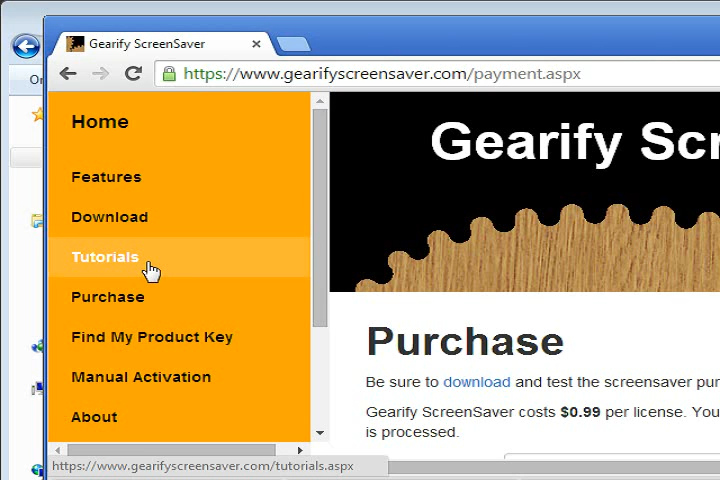 Gearify ScreenSaver
https://www.gearifyscreensaver.com/payment.aspx
Or
Home
Features
Download
Tutorials
Purchase
Find My Product Key
Manual Activation
About
Gearify Scr
Purchase
Be sure to download and test the screensaver pur
Gearify ScreenSaver costs $0.99 per license. You
is processed.
https://www.gearifyscreensaver.com/tutorials.aspx